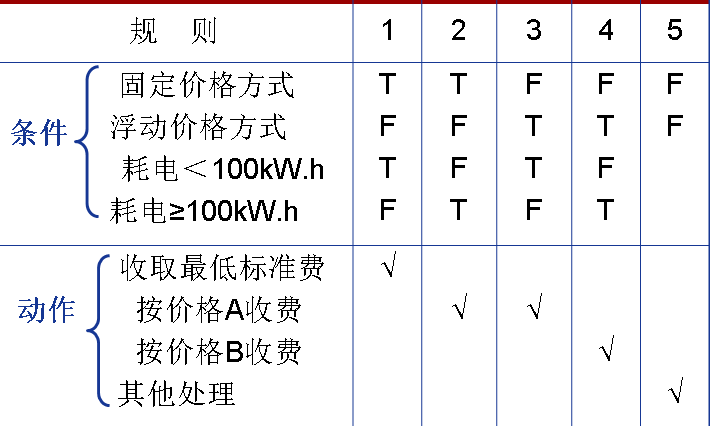 规 则 1 2 3 4 5
条件
固定价格方式 T T F F F
浮动价格方式 F F T T F
耗电＜100kW.h T F T F
耗电≥100kW.h F T F T
动作
收取最低标准费 √
按价格A收费 √ √
按价格B收费 √
其他处理 √